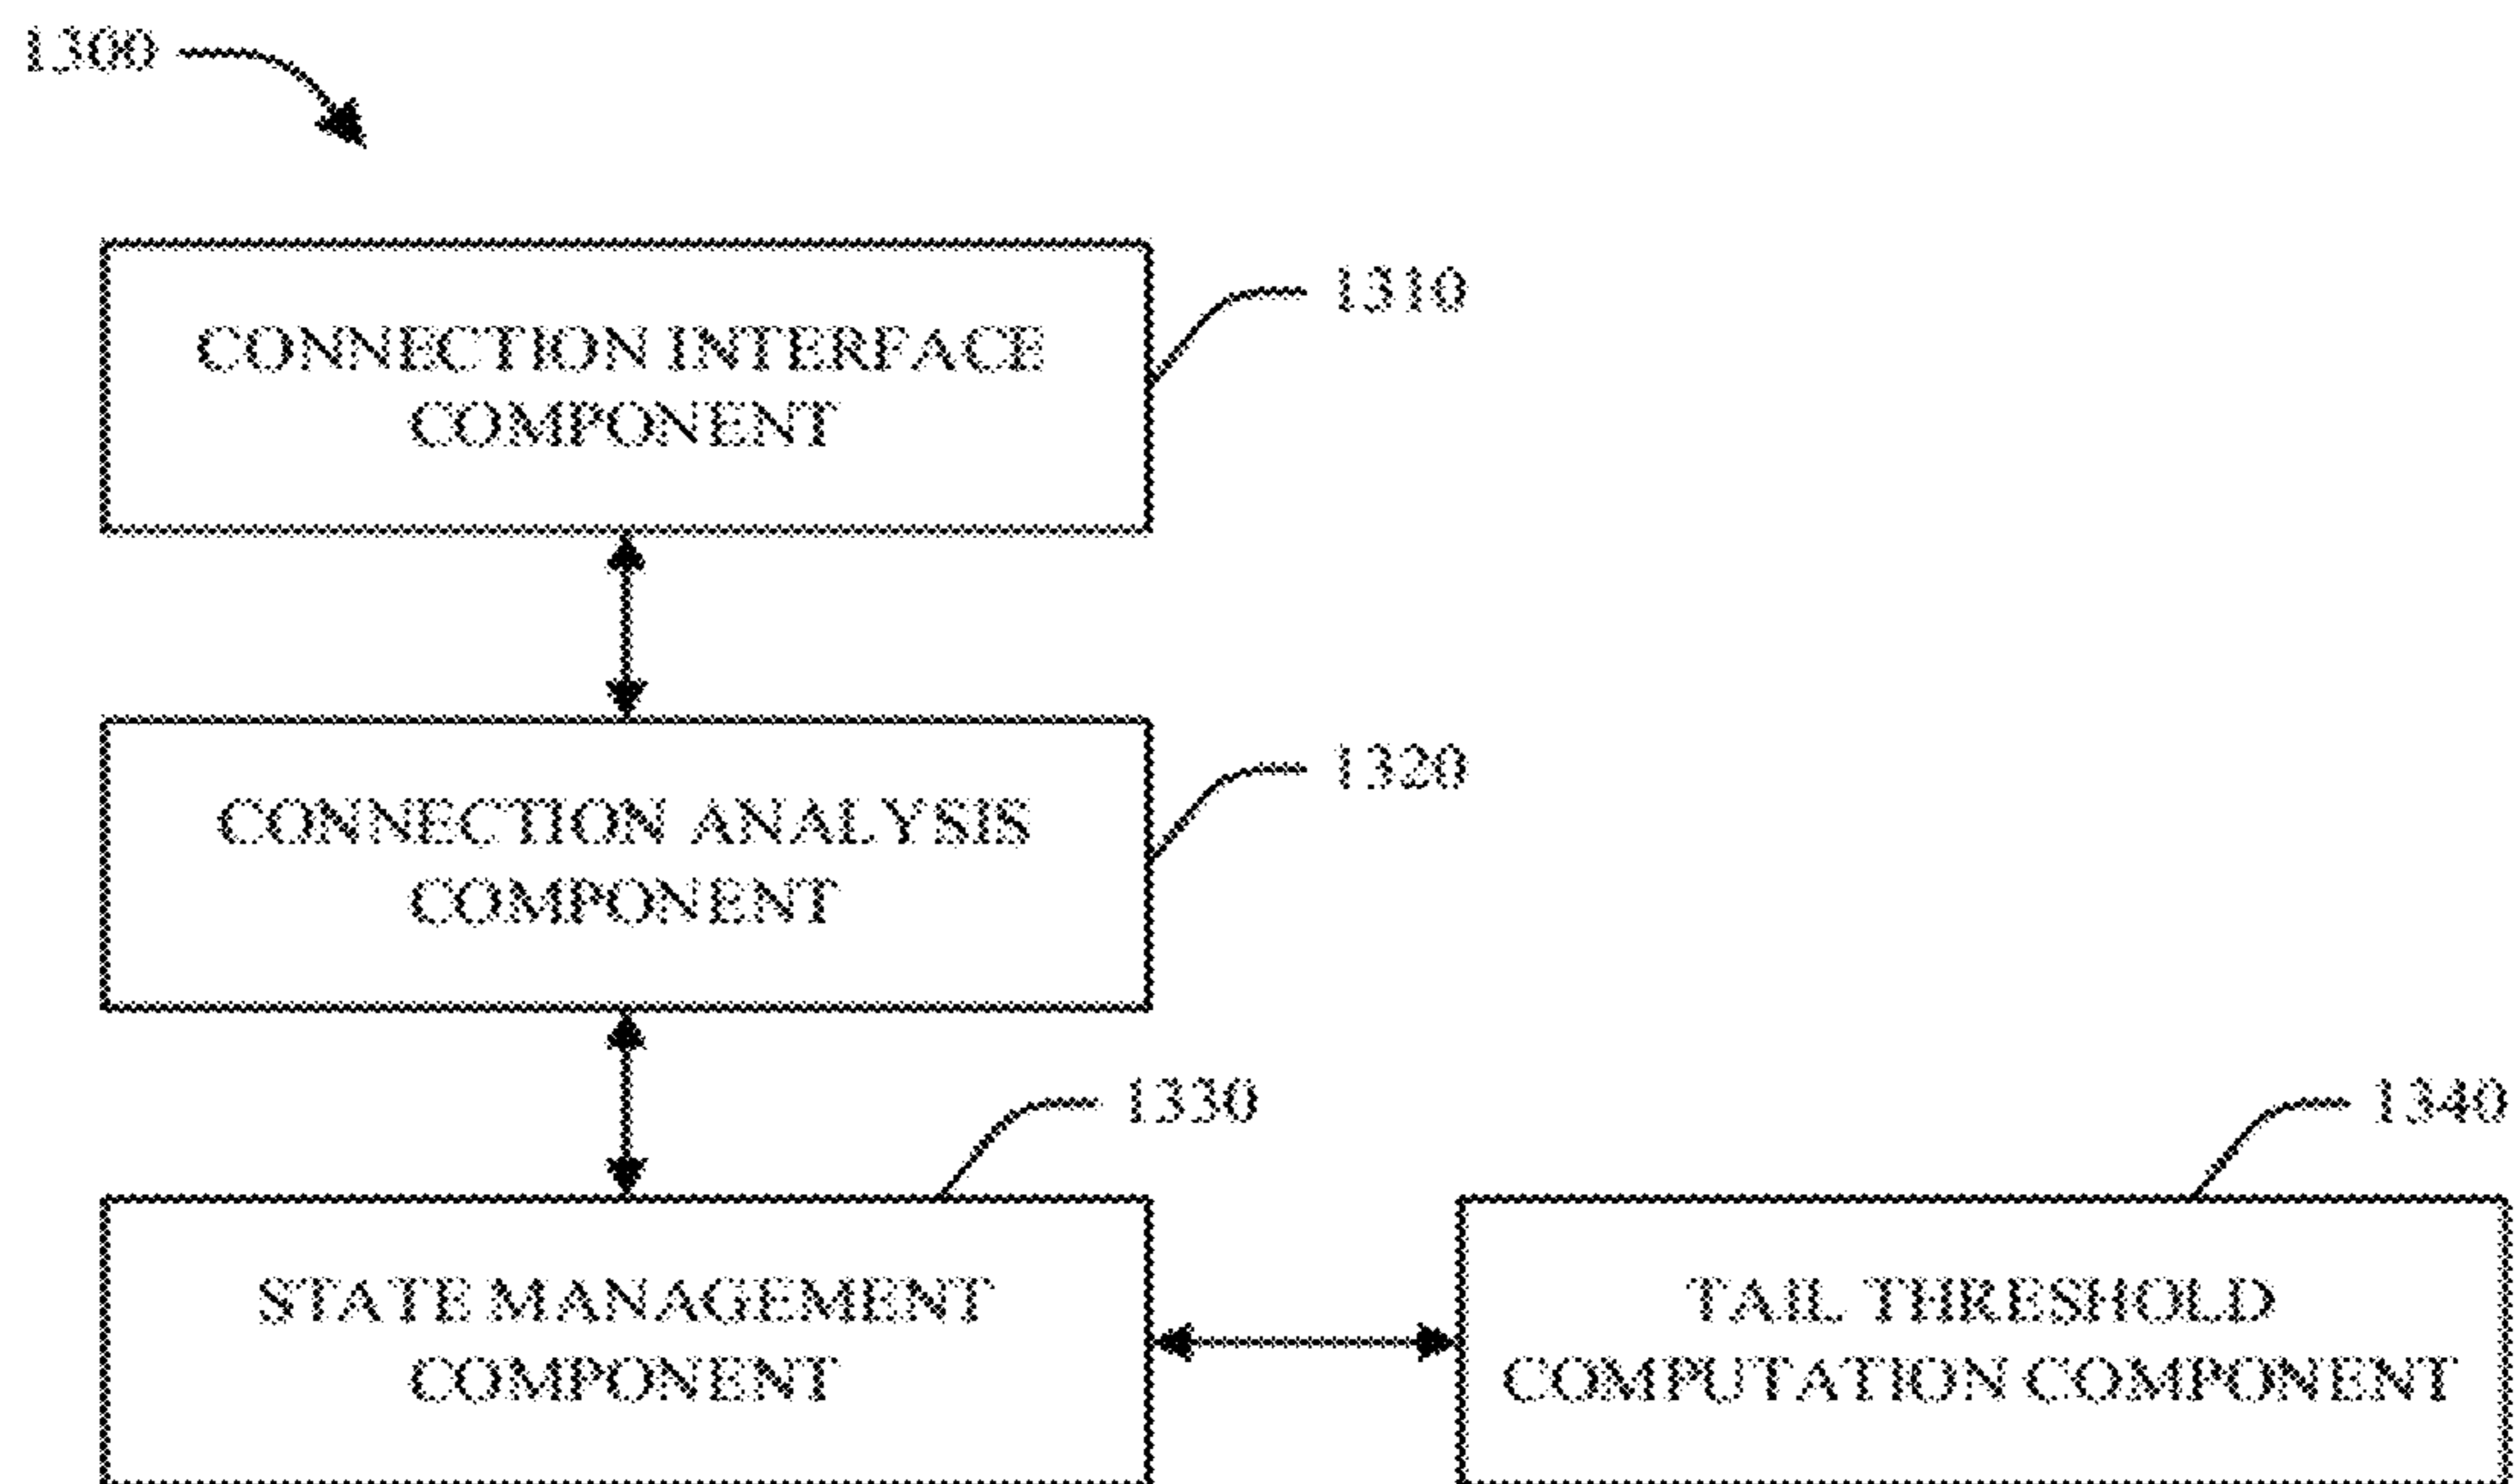 1300
CONNECTION INTERFACE
COMPONENT
1310
CONNECTION ANALYSIS
COMPONENT
1320
1330
STATE MANAGEMENT
COMPONENT
1340
TAIL THRESHOLD
COMPUTATION COMPONENT